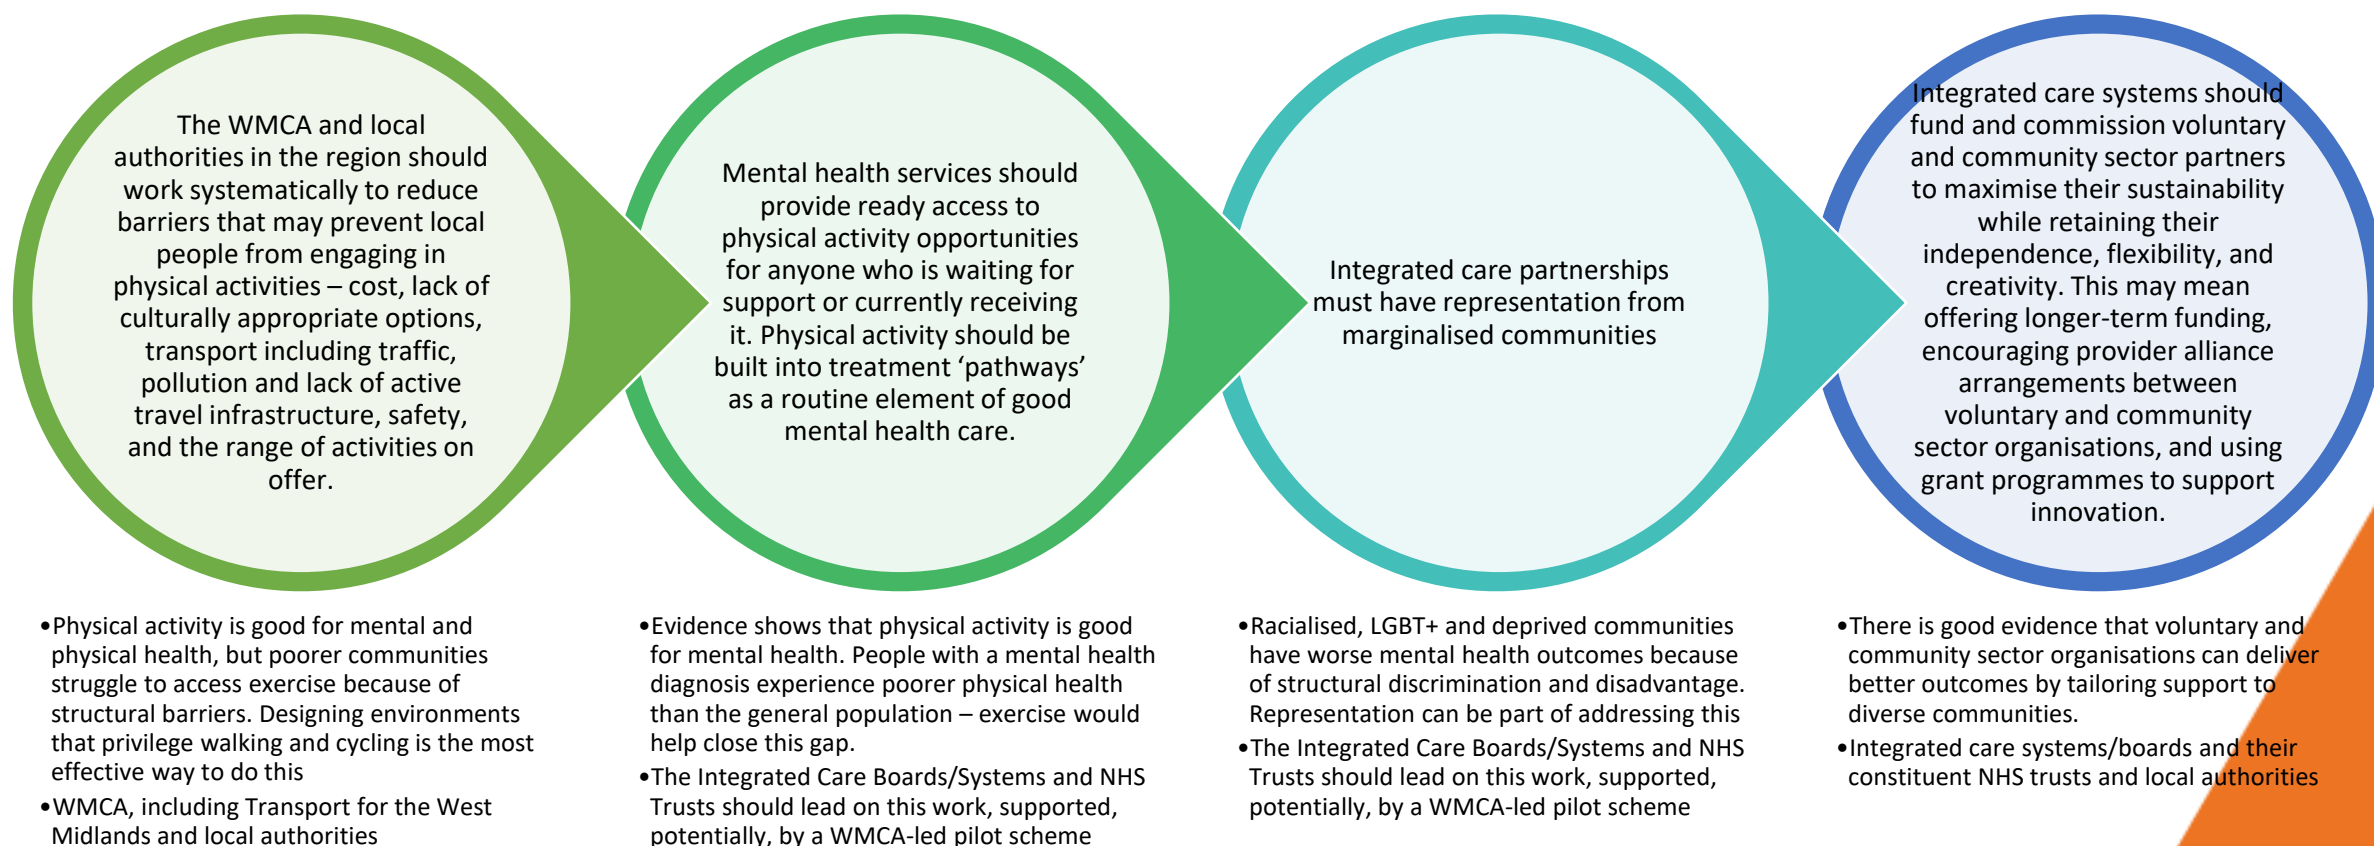 The WMCA and local
authorities in the region should
work systematically to reduce
barriers that may prevent local
people from engaging in
physical activities – cost, lack of
culturally appropriate options,
transport including traffic,
pollution and lack of active
travel infrastructure, safety,
and the range of activities on
offer.
Mental health services should
provide ready access to
physical activity opportunities
for anyone who is waiting for
support or currently receiving
it. Physical activity should be
built into treatment ‘pathways’
as a routine element of good
mental health care.
Integrated care partnerships
must have representation from
marginalised communities
Integrated care systems should
fund and commission voluntary
and community sector partners
to maximise their sustainability
while retaining their
independence, flexibility, and
creativity. This may mean
offering longer-term funding,
encouraging provider alliance
arrangements between
voluntary and community
sector organisations, and using
grant programmes to support
innovation.
•Physical activity is good for mental and
physical health, but poorer communities
struggle to access exercise because of
structural barriers. Designing environments
that privilege walking and cycling is the most
effective way to do this
•WMCA, including Transport for the West
Midlands and local authorities
•Evidence shows that physical activity is good
for mental health. People with a mental health
diagnosis experience poorer physical health
than the general population – exercise would
help close this gap.
•The Integrated Care Boards/Systems and NHS
Trusts should lead on this work, supported,
potentially, by a WMCA-led pilot scheme
•Racialised, LGBT+ and deprived communities
have worse mental health outcomes because
of structural discrimination and disadvantage.
Representation can be part of addressing this
•The Integrated Care Boards/Systems and NHS
Trusts should lead on this work, supported,
potentially, by a WMCA-led pilot scheme
•There is good evidence that voluntary and
community sector organisations can deliver
better outcomes by tailoring support to
diverse communities.
•Integrated care systems/boards and their
constituent NHS trusts and local authorities